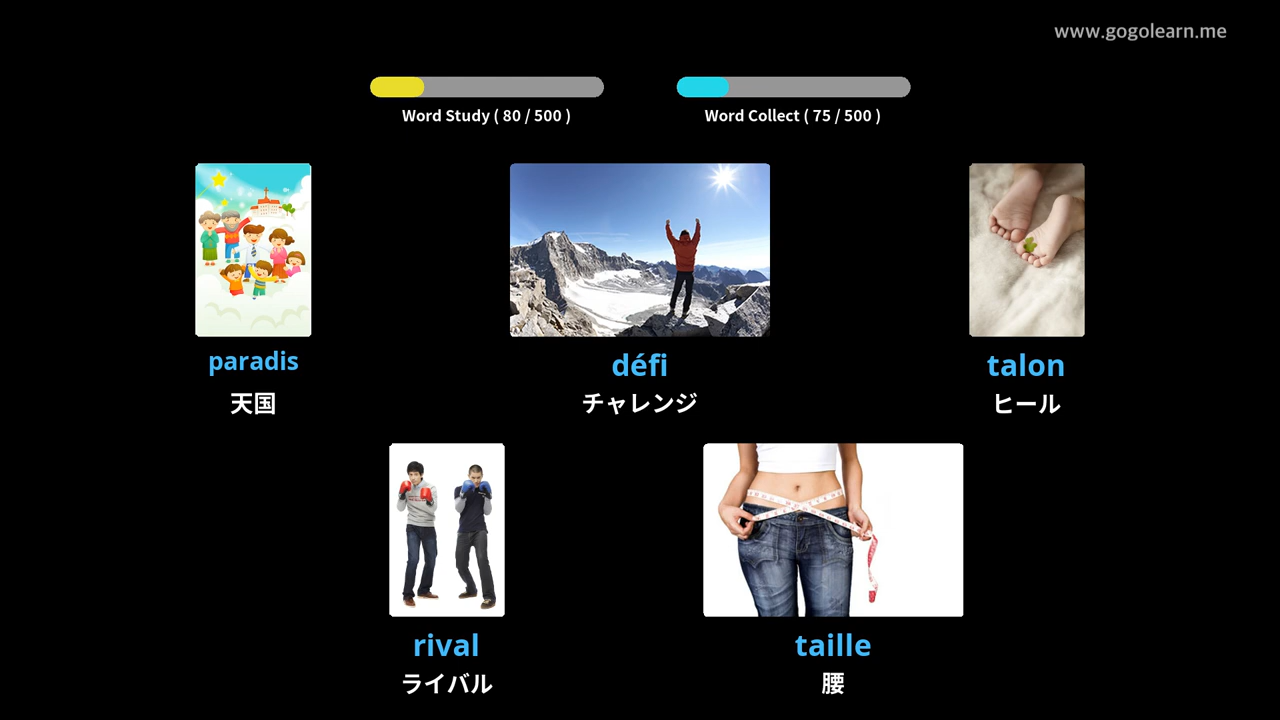 www.gogolearn.me
Word Study ( 80 / 500 )
Word Collect ( 75 / 500 )
paradis
天国
défi
チャレンジ
talon
ヒール
rival
ライバル
taille
腰